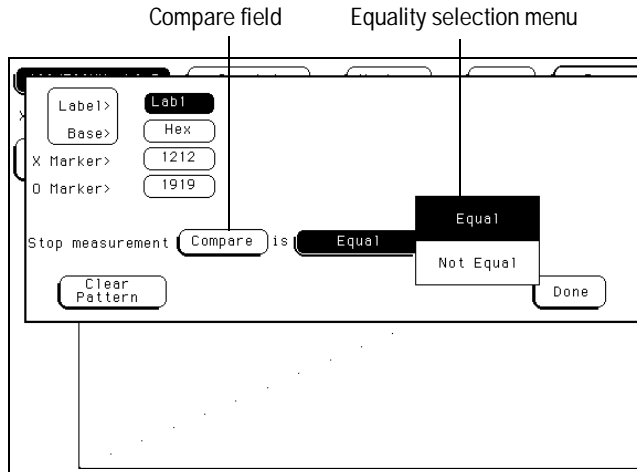 Compare field Equality selection menu
Label> Lab1
Base> Hex
X Marker> 1212
O Marker> 1919
Equal
Stop measurement Compare is Equal
Not Equal
Clear
Pattern
Done